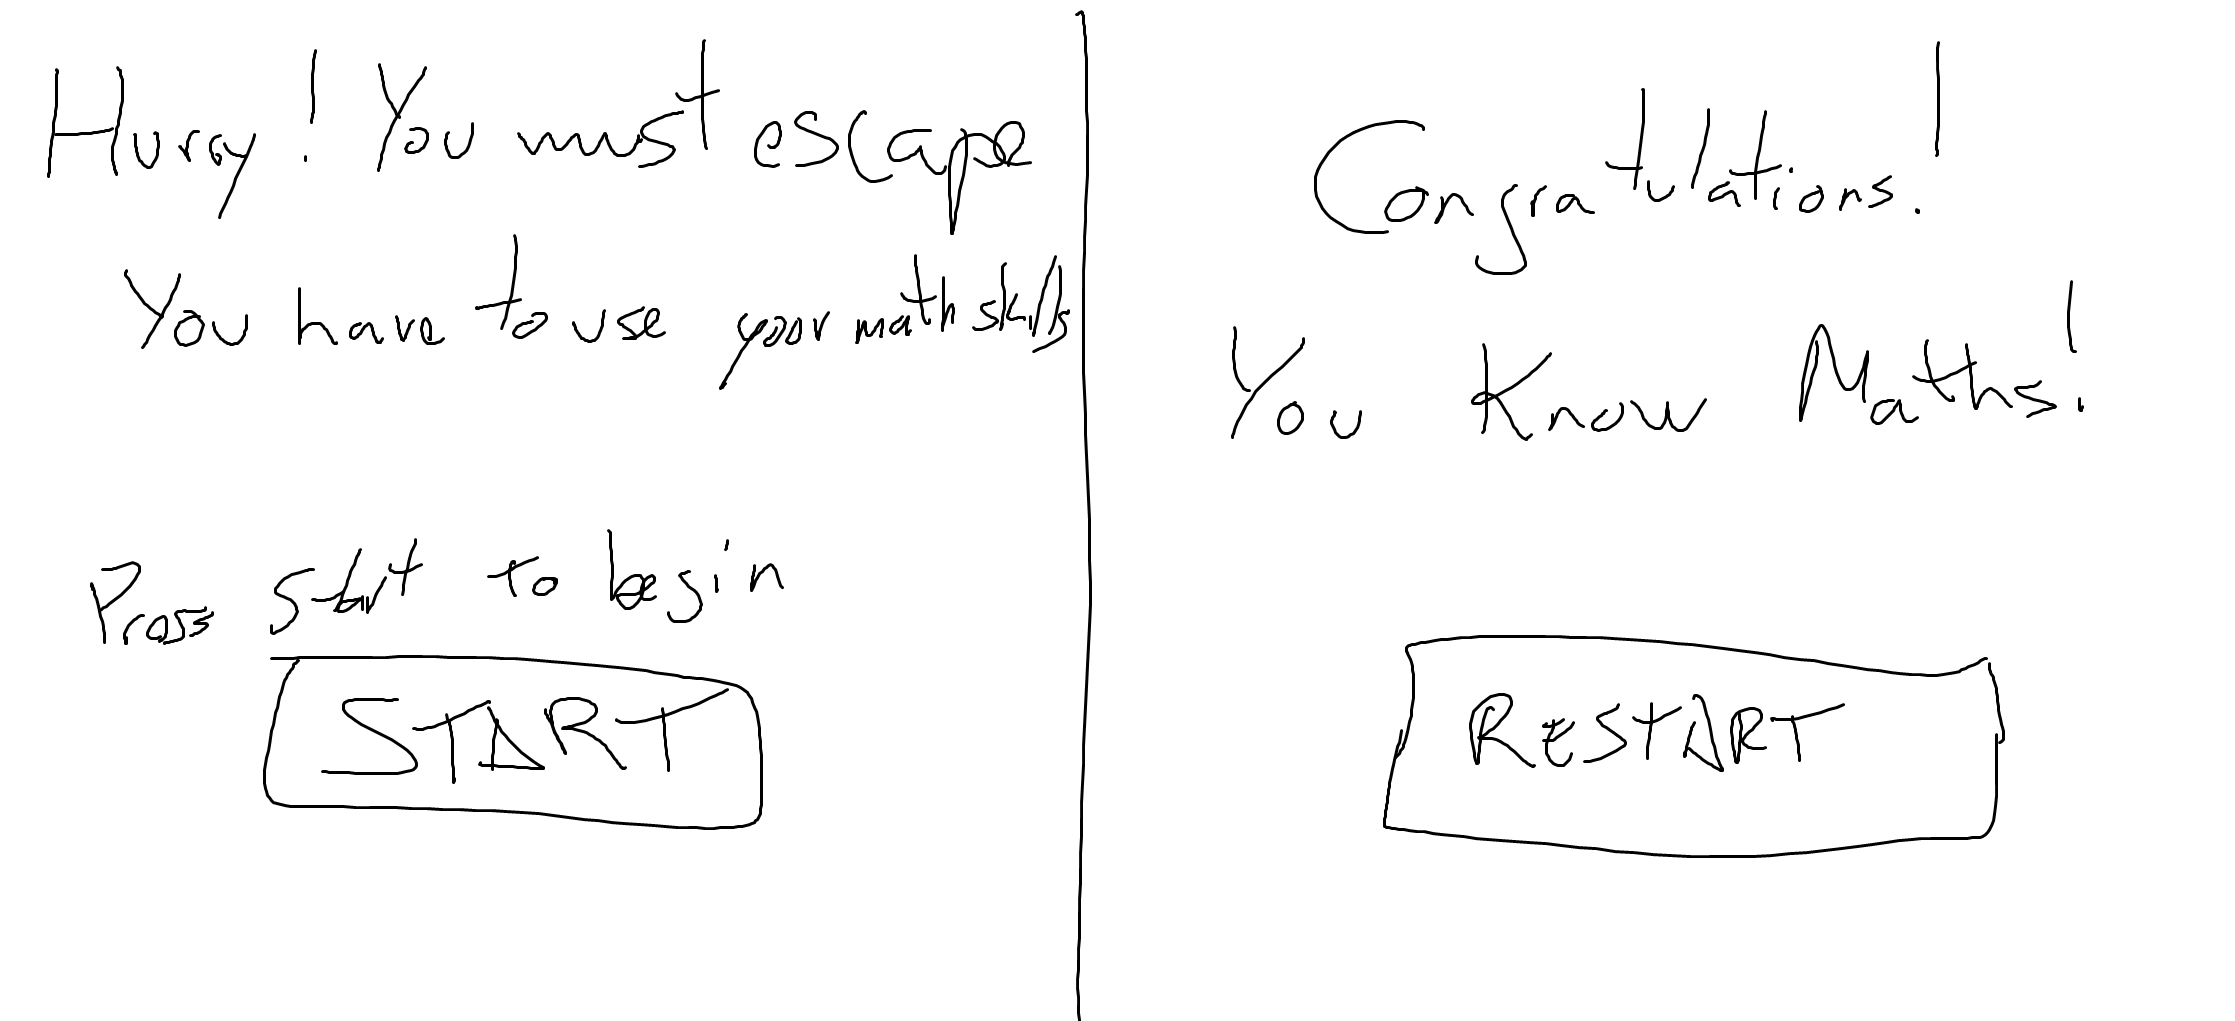 Hurry! You must escape
You have to use your math skills
Press start to begin
START
Congratulations!
You Know Maths!
RESTART